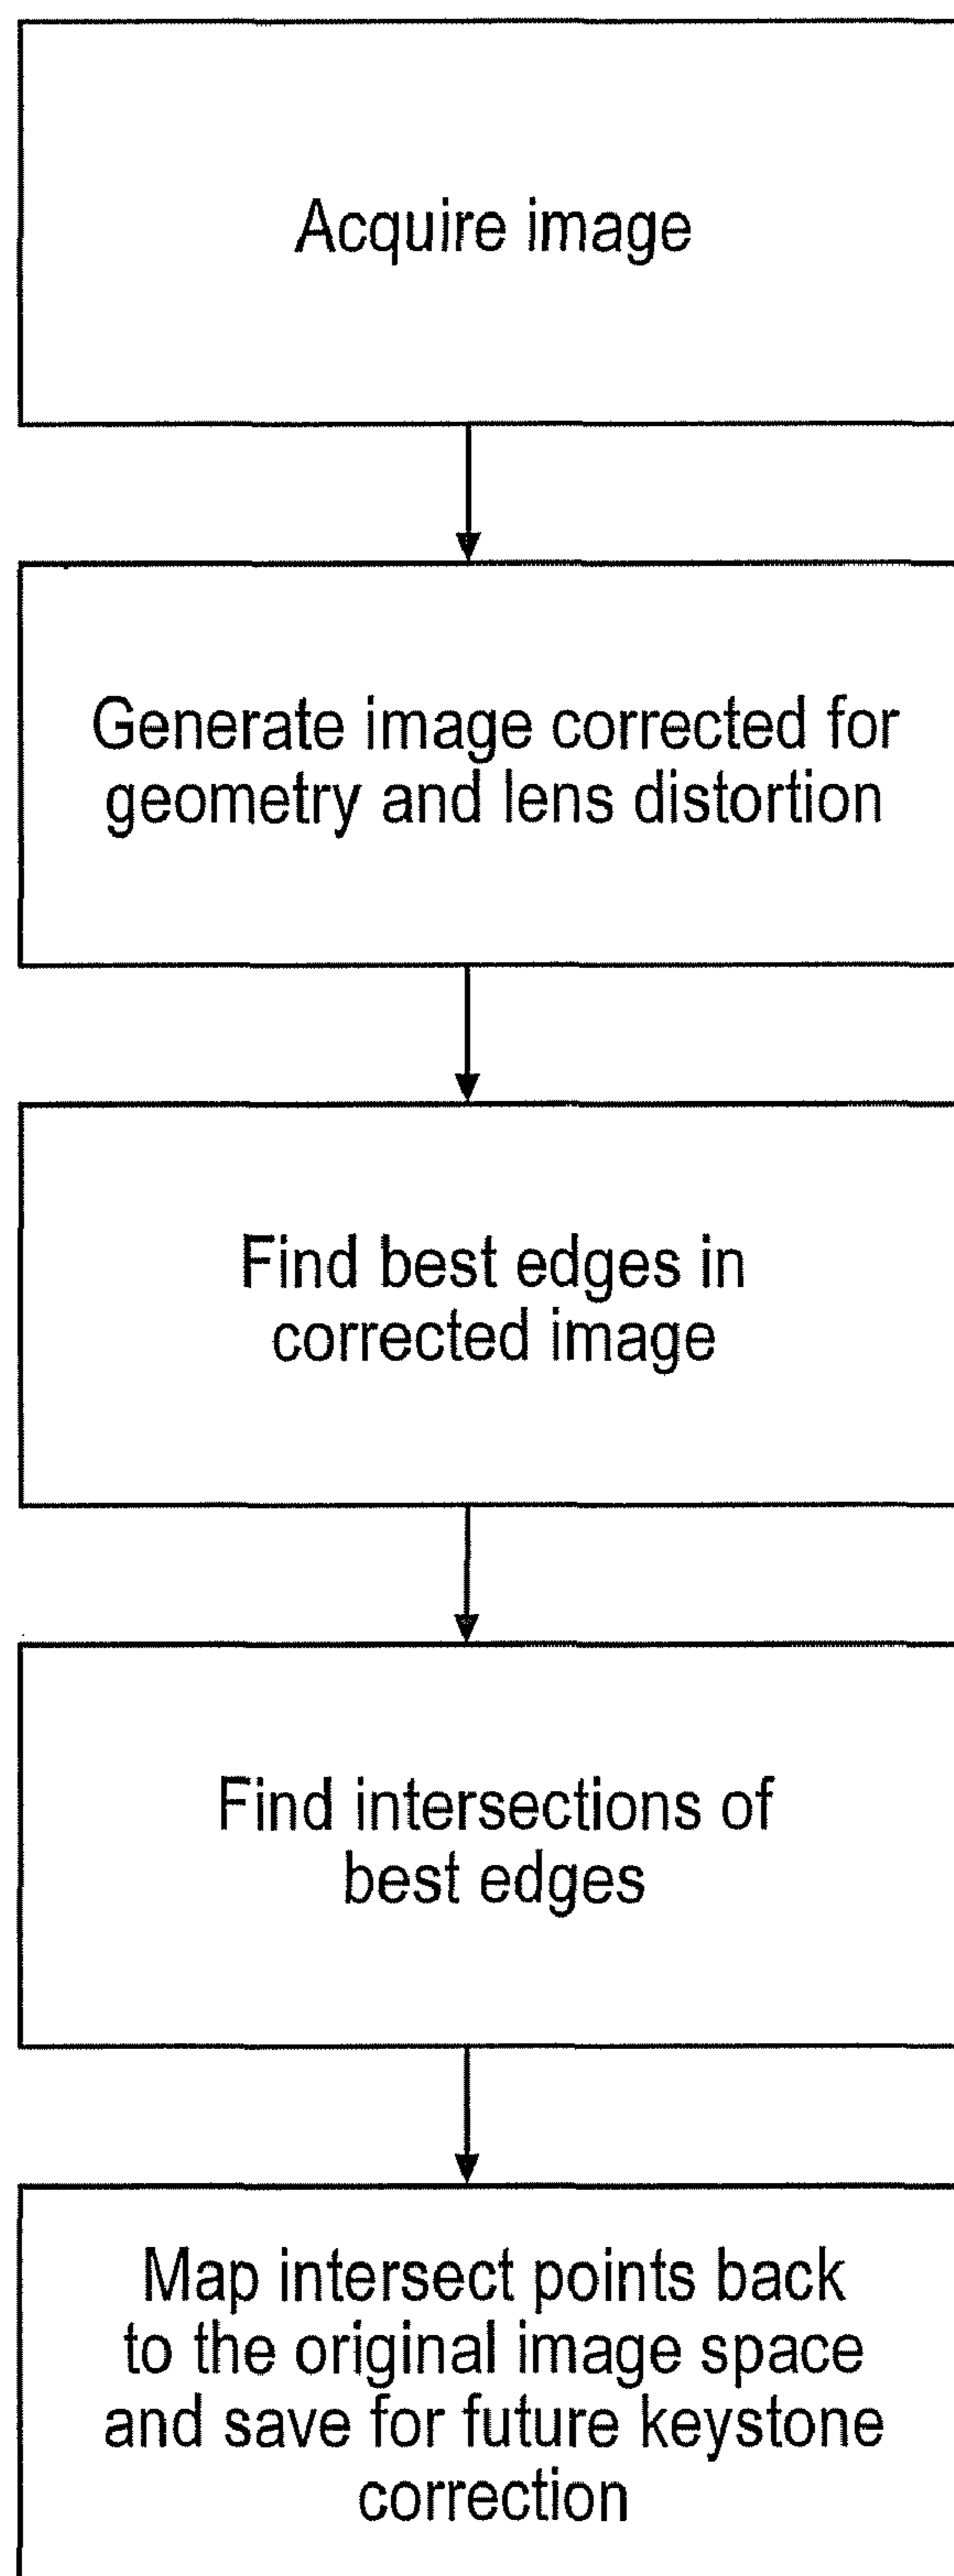 Acquire image
Generate image corrected for
geometry and lens distortion
Find best edges in
corrected image
Find intersections of
best edges
Map intersect points back
to the original image space
and save for future keystone
correction